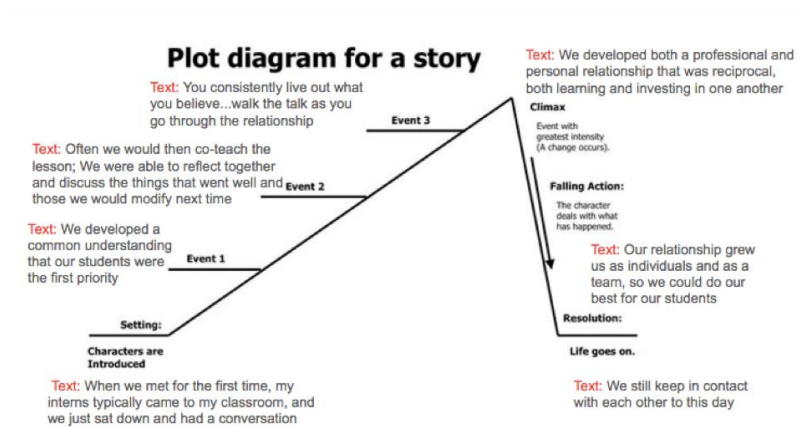 Plot diagram for a story
Text: You consistently live out what
you believe...walk the talk as you
go through the relationship
Event 3
Text: Often we would then co-teach the
lesson; We were able to reflect together
and discuss the things that went well and
those we would modify next time
Event 2
Text: We developed a
common understanding
that our students were
the first priority
Event 1
Setting:
Characters are
Introduced
Text: When we met for the first time, my
interns typically came to my classroom, and
we just sat down and had a conversation
Text: We developed both a professional and
personal relationship that was reciprocal,
both learning and investing in one another
Climax
Event with
greatest intensity
(A change occurs).
Falling Action:
The character
deals with what
has happened.
Text: Our relationship grew
us as individuals and as a
team, so we could do our
best for our students
Resolution:
Life goes on.
Text: We still keep in contact
with each other to this day